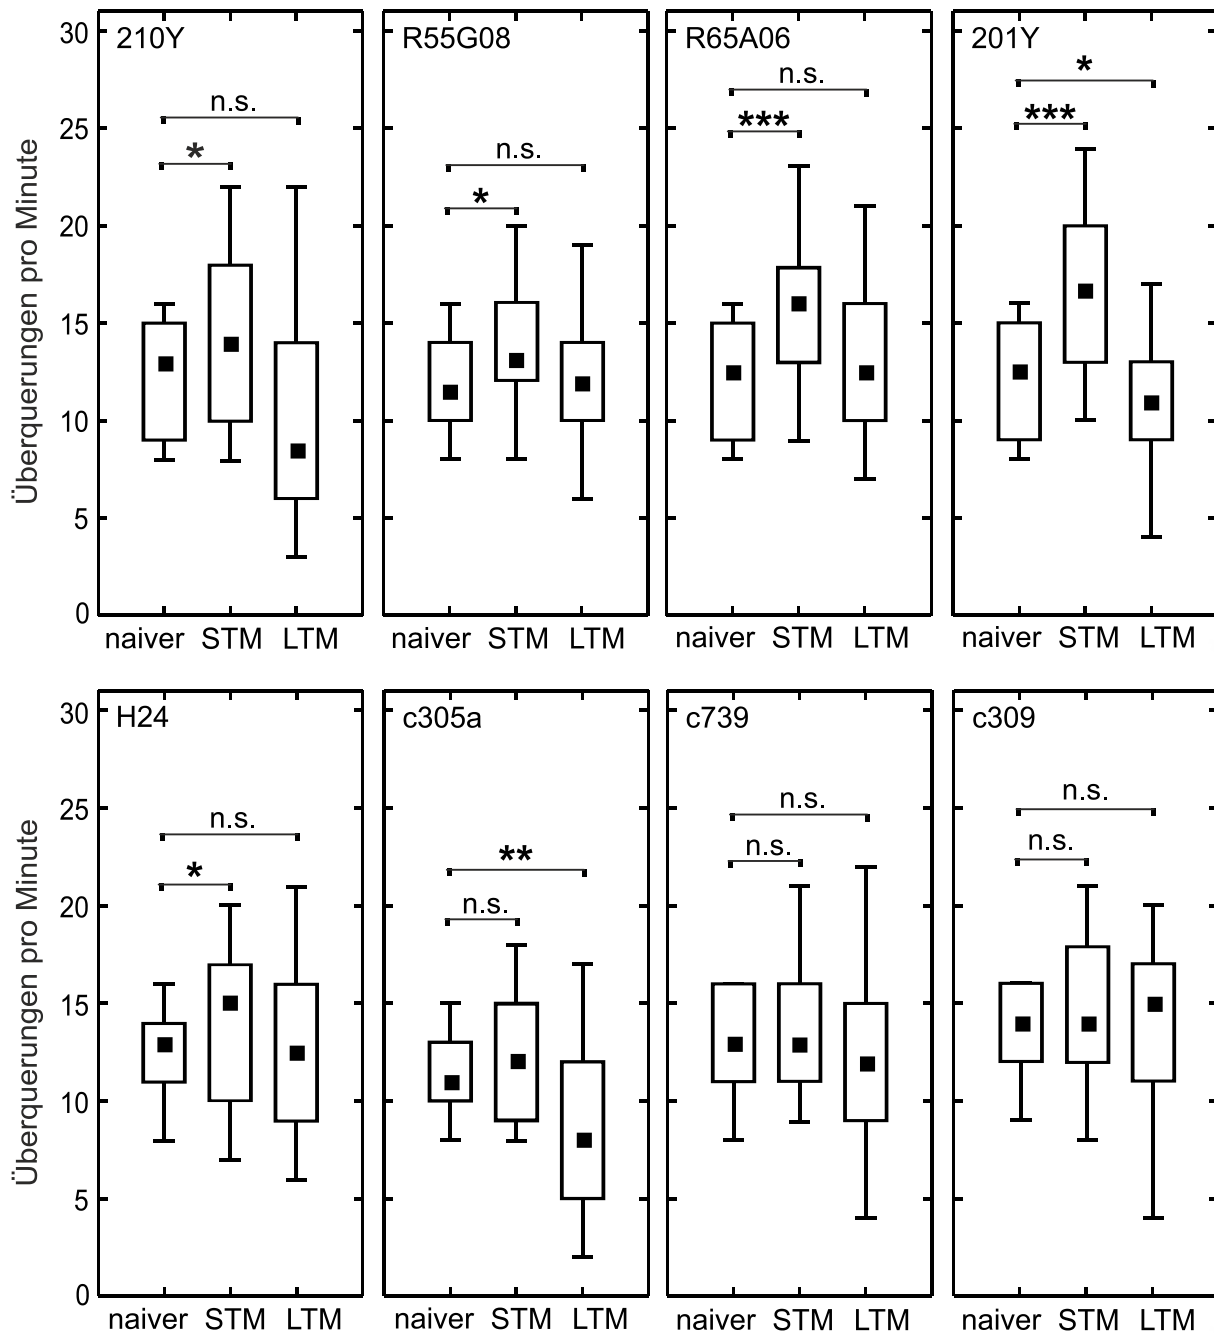 Überquerungen pro Minute
30
25
20
15
10
5
0
210Y
n.s.
*
naiver STM LTM
R55G08
n.s.
*
naiver STM LTM
R65A06
n.s.
***
naiver STM LTM
201Y
*
***
naiver STM LTM
Überquerungen pro Minute
30
25
20
15
10
5
0
H24
n.s.
*
naiver STM LTM
c305a
**
n.s.
naiver STM LTM
c739
n.s.
n.s.
naiver STM LTM
c309
n.s.
n.s.
naiver STM LTM